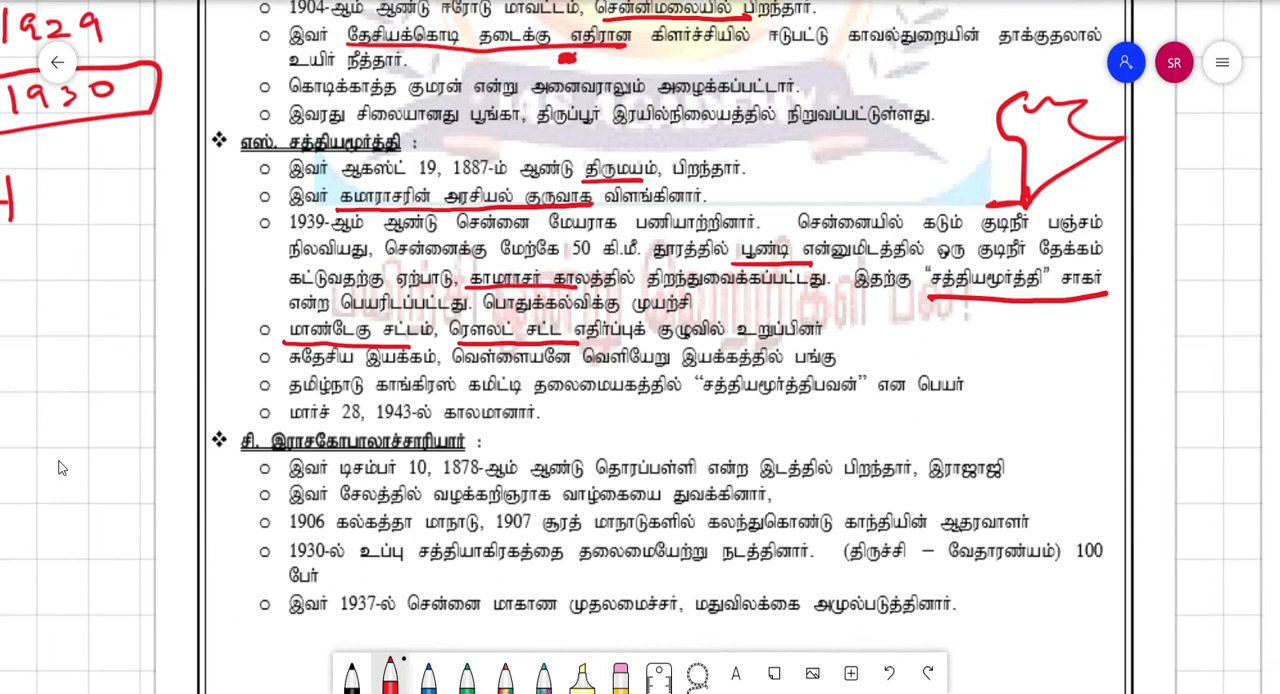 1929
1930
1904-ஆம் ஆண்டு ஈரோடு மாவட்டம், சென்னிமலையில் பிறந்தார்.
இவர் தேசியக்கொடி தடைக்கு எதிரான கிளர்ச்சியில் ஈடுபட்டு காவல்துறையின் தாக்குதலால்
உயிர் நீத்தார்.
கொடிக்காத்த குமரன் என்று அனைவராலும் அழைக்கப்பட்டார்.
இவரது சிலையானது பூங்கா, திருப்பூர் இரயில்நிலையத்தில் நிறுவப்பட்டுள்ளது.
எஸ். சத்தியமூர்த்தி :
இவர் ஆகஸ்ட் 19, 1887-ம் ஆண்டு திருமயம், பிறந்தார்.
இவர் கமாராசரின் அரசியல் குருவாக விளங்கினார்.
1939-ஆம் ஆண்டு சென்னை மேயராக பணியாற்றினார். சென்னையில் கடும் குடிநீர் பஞ்சம்
நிலவியது, சென்னைக்கு மேற்கே 50 கி.மீ. தூரத்தில் பூண்டி என்னுமிடத்தில் ஒரு குடிநீர் தேக்கம்
கட்டுவதற்கு ஏற்பாடு, காமராசர் காலத்தில் திறந்துவைக்கப்பட்டது. இதற்கு “சத்தியமூர்த்தி” சாகர்
என்ற பெயரிடப்பட்டது. பொதுக்கல்விக்கு முயற்சி
மாண்டேகு சட்டம், ரௌலட் சட்ட எதிர்ப்புக் குழுவில் உறுப்பினர்
சுதேசிய இயக்கம், வெள்ளையனே வெளியேறு இயக்கத்தில் பங்கு
தமிழ்நாடு காங்கிரஸ் கமிட்டி தலைமையகத்தில் “சத்தியமூர்த்திபவன்” என பெயர்
மார்ச் 28, 1943-ல் காலமானார்.
சி. இராசகோபாலாச்சாரியார் :
இவர் டிசம்பர் 10, 1878-ஆம் ஆண்டு தொரப்பள்ளி என்ற இடத்தில் பிறந்தார், இராஜாஜி
இவர் சேலத்தில் வழக்கறிஞராக வாழ்கையை துவக்கினார்,
1906 கல்கத்தா மாநாடு, 1907 சூரத் மாநாடுகளில் கலந்துகொண்டு காந்தியின் ஆதரவாளர்
1930-ல் உப்பு சத்தியாகிரகத்தை தலைமையேற்று நடத்தினார். (திருச்சி – வேதாரண்யம்) 100
பேர்
இவர் 1937-ல் சென்னை மாகாண முதலமைச்சர், மதுவிலக்கை அமுல்படுத்தினார்.
SR